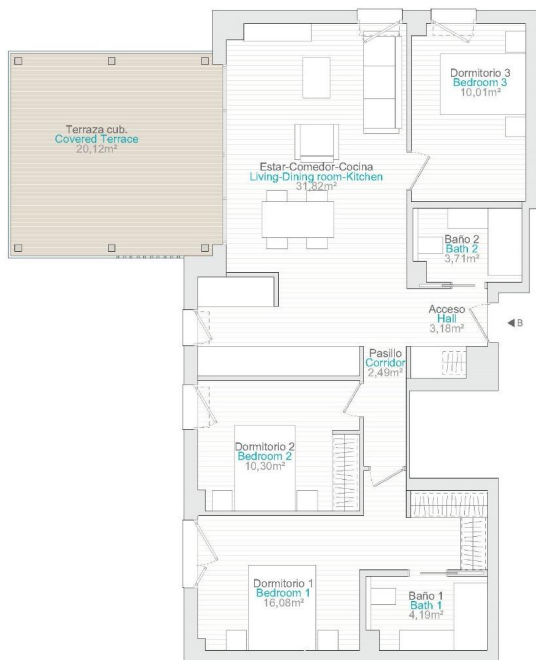 Dormitorio 3
Bedroom 3
10,01m²
Terraza cub.
Covered Terrace
20,12m²
Estar-Comedor-Cocina
Living-Dining room-Kitchen
31,82m²
Baño 2
Bath 2
3,71m²
Acceso
Hall
3,18m²
B
Pasillo
Corridor
2,49m²
Dormitorio 2
Bedroom 2
10,30m²
Dormitorio 1
Bedroom 1
16,08m²
Baño 1
Bath 1
4,19m²